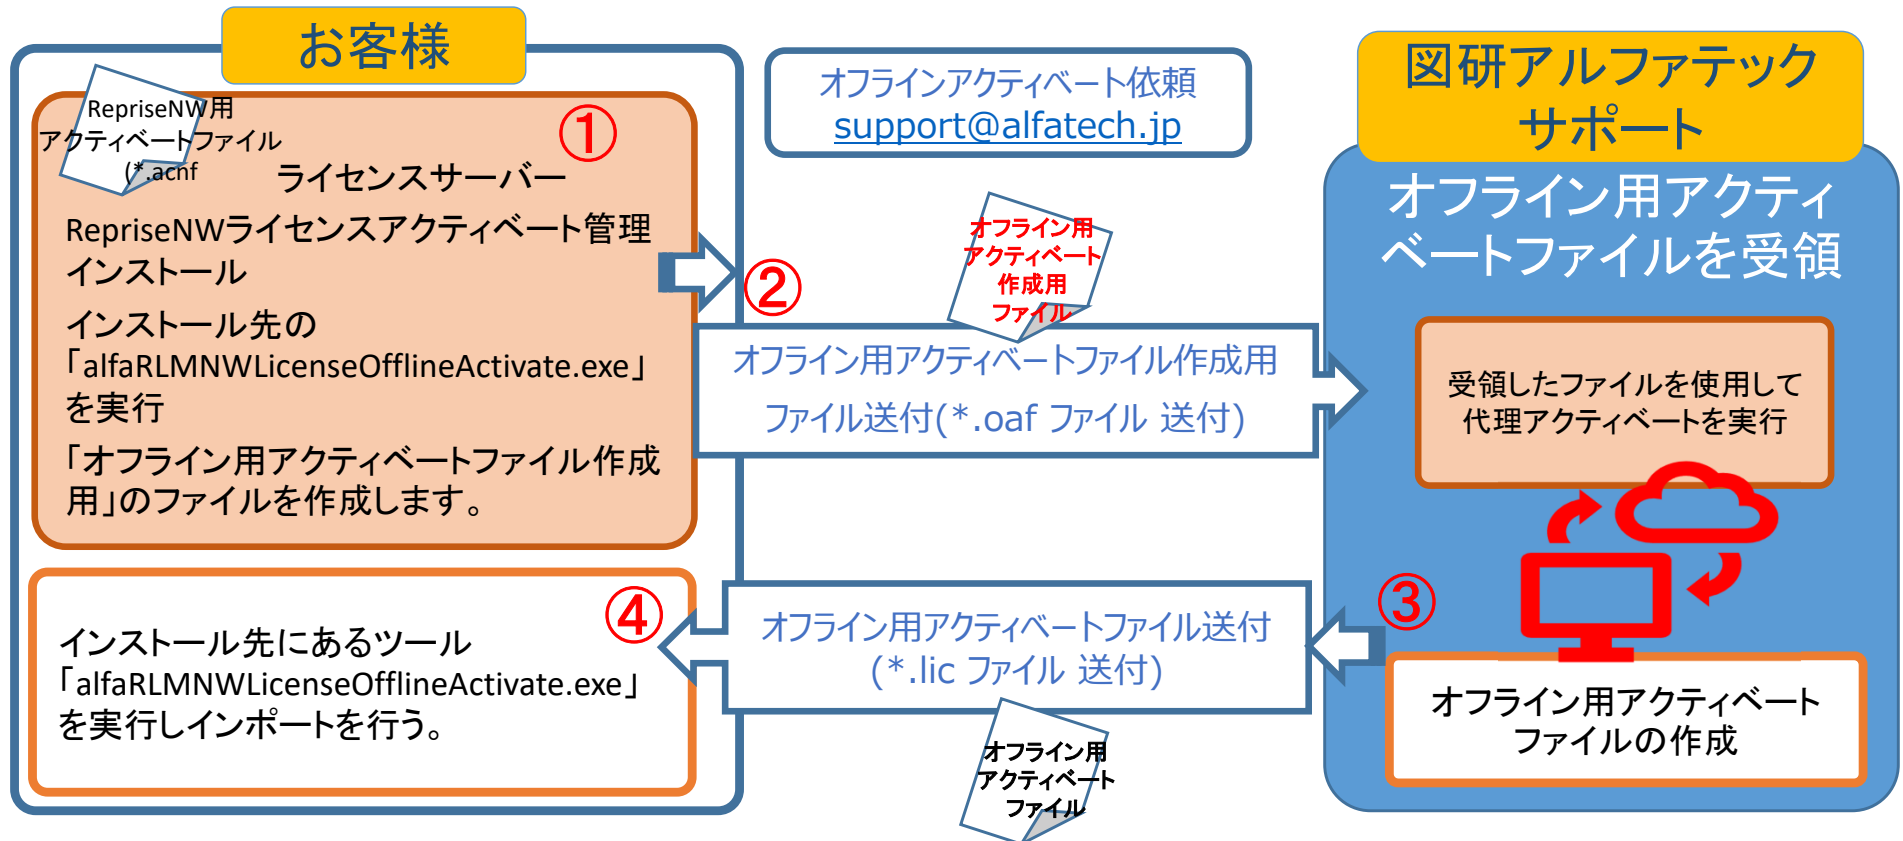 お客様
RepriseNW用
アクティベートファイル
(*.acnf
①
ライセンスサーバー
RepriseNWライセンスアクティベート管理
インストール
インストール先の
「alfaRLMNWLicenseOfflineActivate.exe」
を実行
「オフライン用アクティベートファイル作成
用」のファイルを作成します。
オフラインアクティベート依頼
support@alfatech.jp
②
オフライン用
アクティベート
作成用
ファイル
オフライン用アクティベートファイル作成用
ファイル送付(*.oaf ファイル 送付)
図研アルファテック
サポート
オフライン用アクティ
ベートファイルを受領
受領したファイルを使用して
代理アクティベートを実行
③
オフライン用アクティベート
ファイルの作成
オフライン用アクティベートファイル送付
(*.lic ファイル 送付)
オフライン用
アクティベート
ファイル
④
インストール先にあるツール
「alfaRLMNWLicenseOfflineActivate.exe」
を実行しインポートを行う。